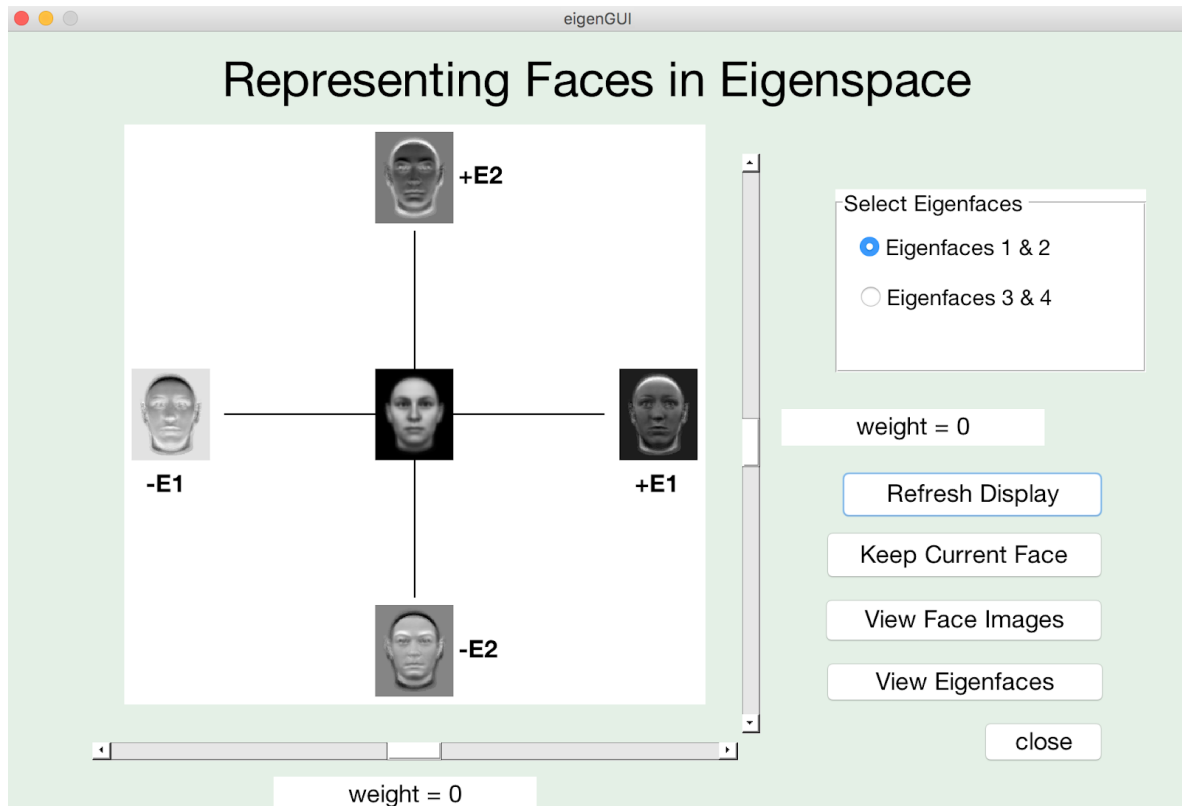 eigenGUI
Representing Faces in Eigenspace
+E2
-E1
+E1
-E2
weight = 0
Select Eigenfaces
Eigenfaces 1 & 2
Eigenfaces 3 & 4
weight = 0
Refresh Display
Keep Current Face
View Face Images
View Eigenfaces
close